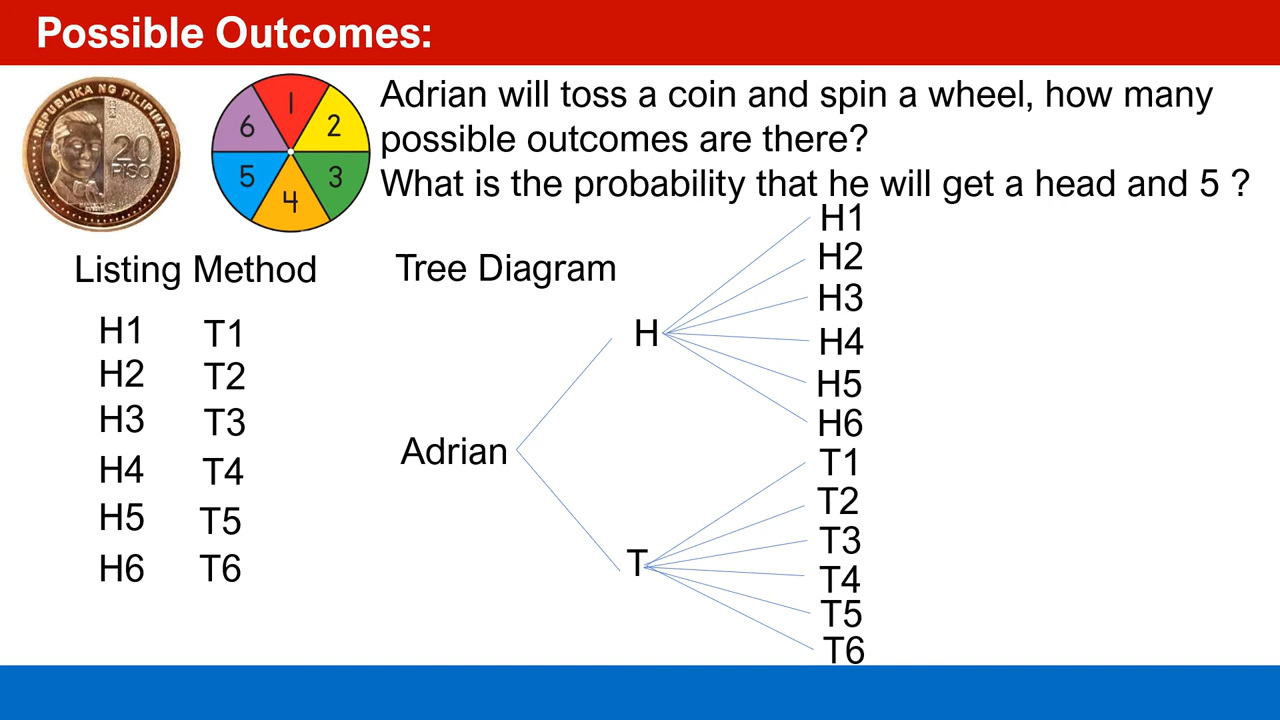 Possible Outcomes:
REPUBLIKA NG PILIPINAS
20
PISO
1
2
3
4
5
6
Adrian will toss a coin and spin a wheel, how many
possible outcomes are there?
What is the probability that he will get a head and 5 ?
Listing Method
H1 T1
H2 T2
H3 T3
H4 T4
H5 T5
H6 T6
Tree Diagram
Adrian
H
T
H1
H2
H3
H4
H5
H6
T1
T2
T3
T4
T5
T6